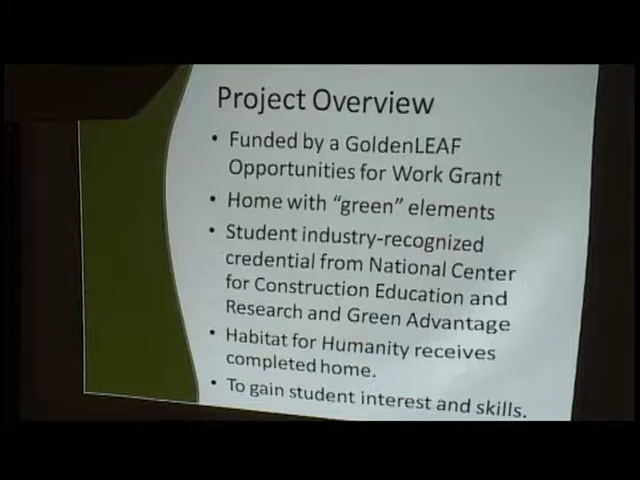 Project Overview
• Funded by a GoldenLEAF
Opportunities for Work Grant
• Home with “green” elements
• Student industry-recognized
credential from National Center
for Construction Education and
Research and Green Advantage
• Habitat for Humanity receives
completed home.
• To gain student interest and skills.